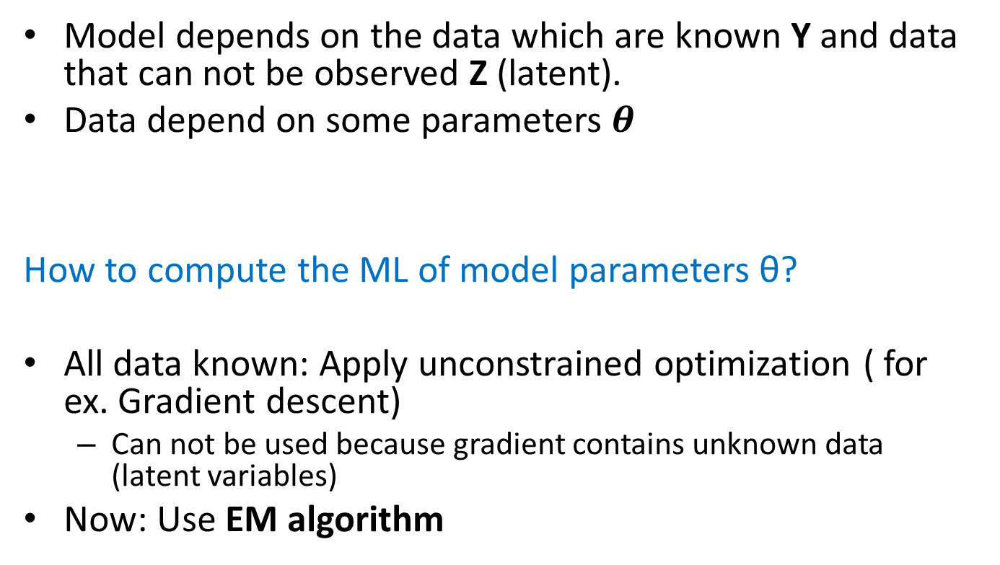 • Model depends on the data which are known Y and data
that can not be observed Z (latent).
• Data depend on some parameters θ
How to compute the ML of model parameters θ?
• All data known: Apply unconstrained optimization ( for
ex. Gradient descent)
– Can not be used because gradient contains unknown data
(latent variables)
• Now: Use EM algorithm